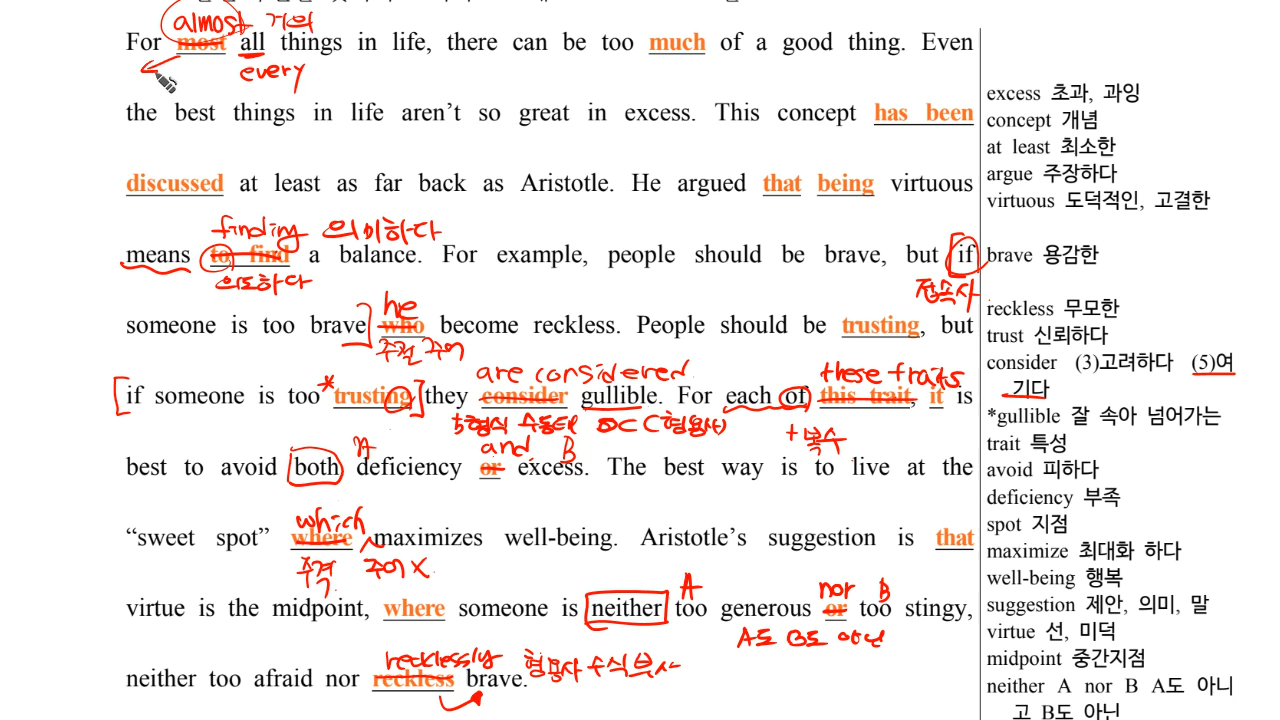 almost 거의
For most all things in life, there can be too much of a good thing. Even
every
the best things in life aren't so great in excess. This concept has been
discussed at least as far back as Aristotle. He argued that being virtuous
finding 의미하다
means to find a balance. For example, people should be brave, but [if
의도하다 접속사
he
someone is too brave] who become reckless. People should be trusting, but
주절 주어
are considered these traits
[if someone is too *trusting] they consider gullible. For each of this trait, it is
5형식 수동태 OC (형용사) +복수
A and B
best to avoid both deficiency or excess. The best way is to live at the
which
"sweet spot" where maximizes well-being. Aristotle's suggestion is that
주격 주어X
A nor B
virtue is the midpoint, where someone is neither too generous or too stingy,
A도 B도 아닌
recklessly 형용사 수식 부사
neither too afraid nor reckless brave.
excess 초과, 과잉
concept 개념
at least 최소한
argue 주장하다
virtuous 도덕적인, 고결한
brave 용감한
reckless 무모한
trust 신뢰하다
consider (3)고려하다 (5)여
기다
*gullible 잘 속아 넘어가는
trait 특성
avoid 피하다
deficiency 부족
spot 지점
maximize 최대화 하다
well-being 행복
suggestion 제안, 의미, 말
virtue 선, 미덕
midpoint 중간지점
neither A nor B A도 아니
고 B도 아닌